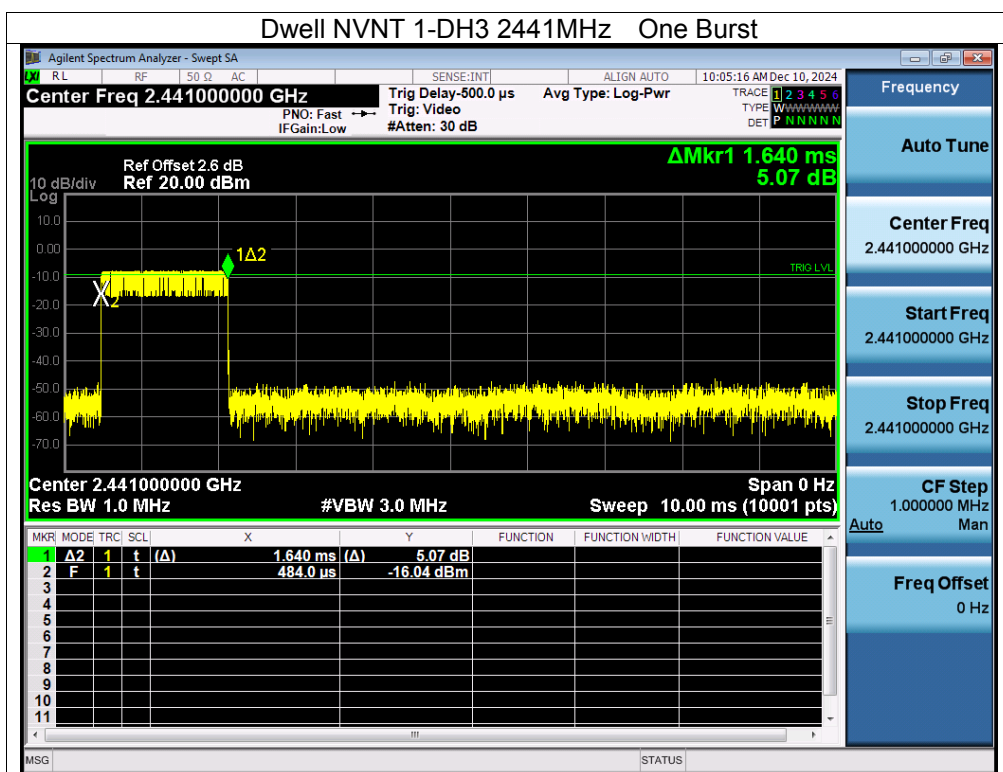 Dwell NVNT 1-DH3 2441MHz One Burst
Agilent Spectrum Analyzer - Swept SA
LXI RL RF 50 Ω AC SENSE:INT ALIGN AUTO 10:05:16 AM Dec 10, 2024
Center Freq 2.441000000 GHz Trig Delay-500.0 µs Avg Type: Log-Pwr TRACE 1 2 3 4 5 6
PNO: Fast Trig: Video TYPE WWWWWWW
IFGain:Low #Atten: 30 dB DET P N N N N N
Frequency
Auto Tune
Center Freq
2.441000000 GHz
Start Freq
2.441000000 GHz
Stop Freq
2.441000000 GHz
CF Step
1.000000 MHz
Auto Man
Freq Offset
0 Hz
ΔMkr1 1.640 ms
5.07 dB
Ref Offset 2.6 dB
10 dB/div Ref 20.00 dBm
Log
10.0
0.00
-10.0
-20.0
-30.0
-40.0
-50.0
-60.0
-70.0
1Δ2
TRIG LVL
2
Center 2.441000000 GHz Span 0 Hz
Res BW 1.0 MHz #VBW 3.0 MHz Sweep 10.00 ms (10001 pts)
MKR MODE TRC SCL X Y FUNCTION FUNCTION WIDTH FUNCTION VALUE
1 Δ2 1 t (Δ) 1.640 ms (Δ) 5.07 dB
2 F 1 t 484.0 µs -16.04 dBm
3
4
5
6
7
8
9
10
11
MSG STATUS